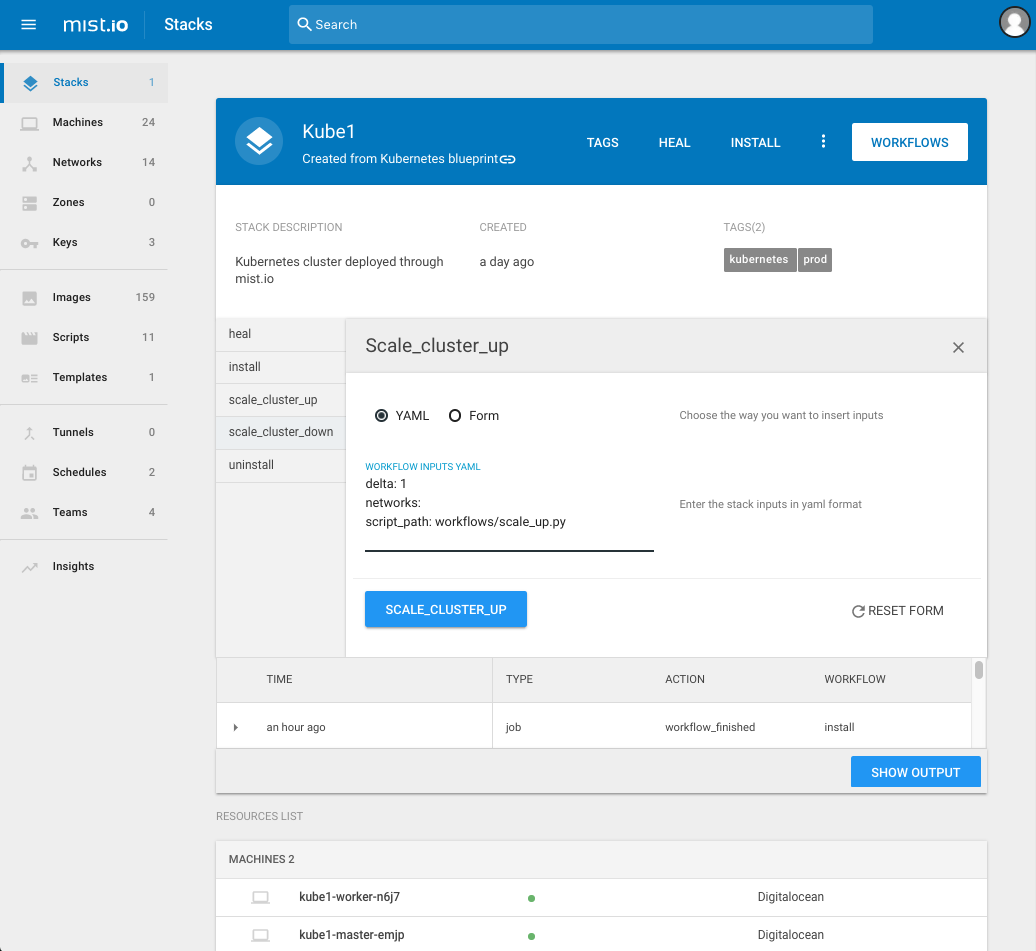 mist.io
Stacks
Search
Stacks 1
Machines 24
Networks 14
Zones 0
Keys 3
Images 159
Scripts 11
Templates 1
Tunnels 0
Schedules 2
Teams 4
Insights
Kube1
Created from Kubernetes blueprint
TAGS HEAL INSTALL WORKFLOWS
STACK DESCRIPTION CREATED TAGS(2)
Kubernetes cluster deployed through
mist.io
a day ago
kubernetes prod
heal
install
scale_cluster_up
scale_cluster_down
uninstall
Scale_cluster_up
YAML Form
Choose the way you want to insert inputs
WORKFLOW INPUTS YAML
delta: 1
networks:
script_path: workflows/scale_up.py
Enter the stack inputs in yaml format
SCALE_CLUSTER_UP
RESET FORM
TIME TYPE ACTION WORKFLOW
an hour ago job workflow_finished install
SHOW OUTPUT
RESOURCES LIST
MACHINES 2
kube1-worker-n6j7 Digitalocean
kube1-master-emjp Digitalocean